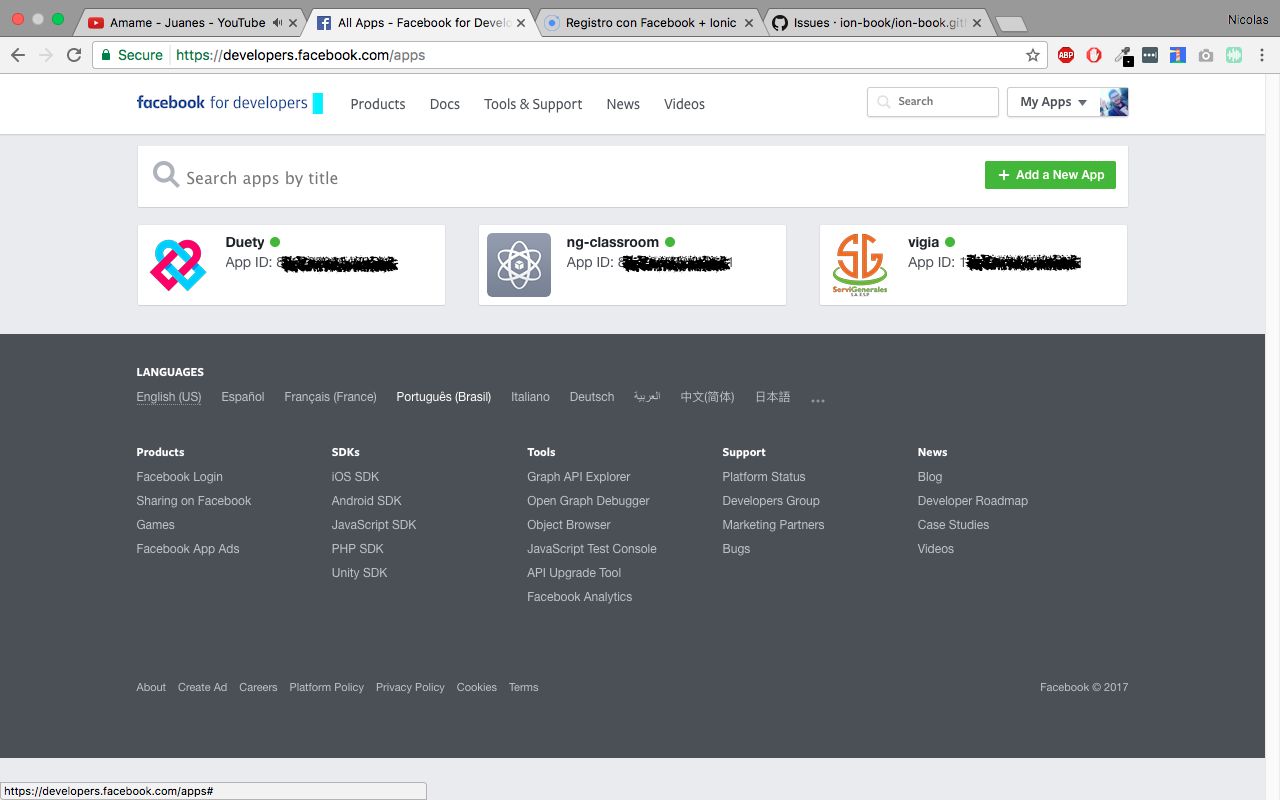 Amame - Juanes - YouTube
All Apps - Facebook for Develo
Registro con Facebook + Ionic
Issues · ion-book/ion-book.git
Nicolas
Secure https://developers.facebook.com/apps
ABP
facebook for developers
Products Docs Tools & Support News Videos
Search
My Apps
Search apps by title
+ Add a New App
Duety
App ID: 8
ng-classroom
App ID: 8
SG
ServiGenerales
S.A. E.S.P.
vigia
App ID: 1
LANGUAGES
English (US) Español Français (France) Português (Brasil) Italiano Deutsch العربية 中文(简体) 日本語 ...
Products
Facebook Login
Sharing on Facebook
Games
Facebook App Ads
SDKs
iOS SDK
Android SDK
JavaScript SDK
PHP SDK
Unity SDK
Tools
Graph API Explorer
Open Graph Debugger
Object Browser
JavaScript Test Console
API Upgrade Tool
Facebook Analytics
Support
Platform Status
Developers Group
Marketing Partners
Bugs
News
Blog
Developer Roadmap
Case Studies
Videos
About Create Ad Careers Platform Policy Privacy Policy Cookies Terms
Facebook © 2017
https://developers.facebook.com/apps#